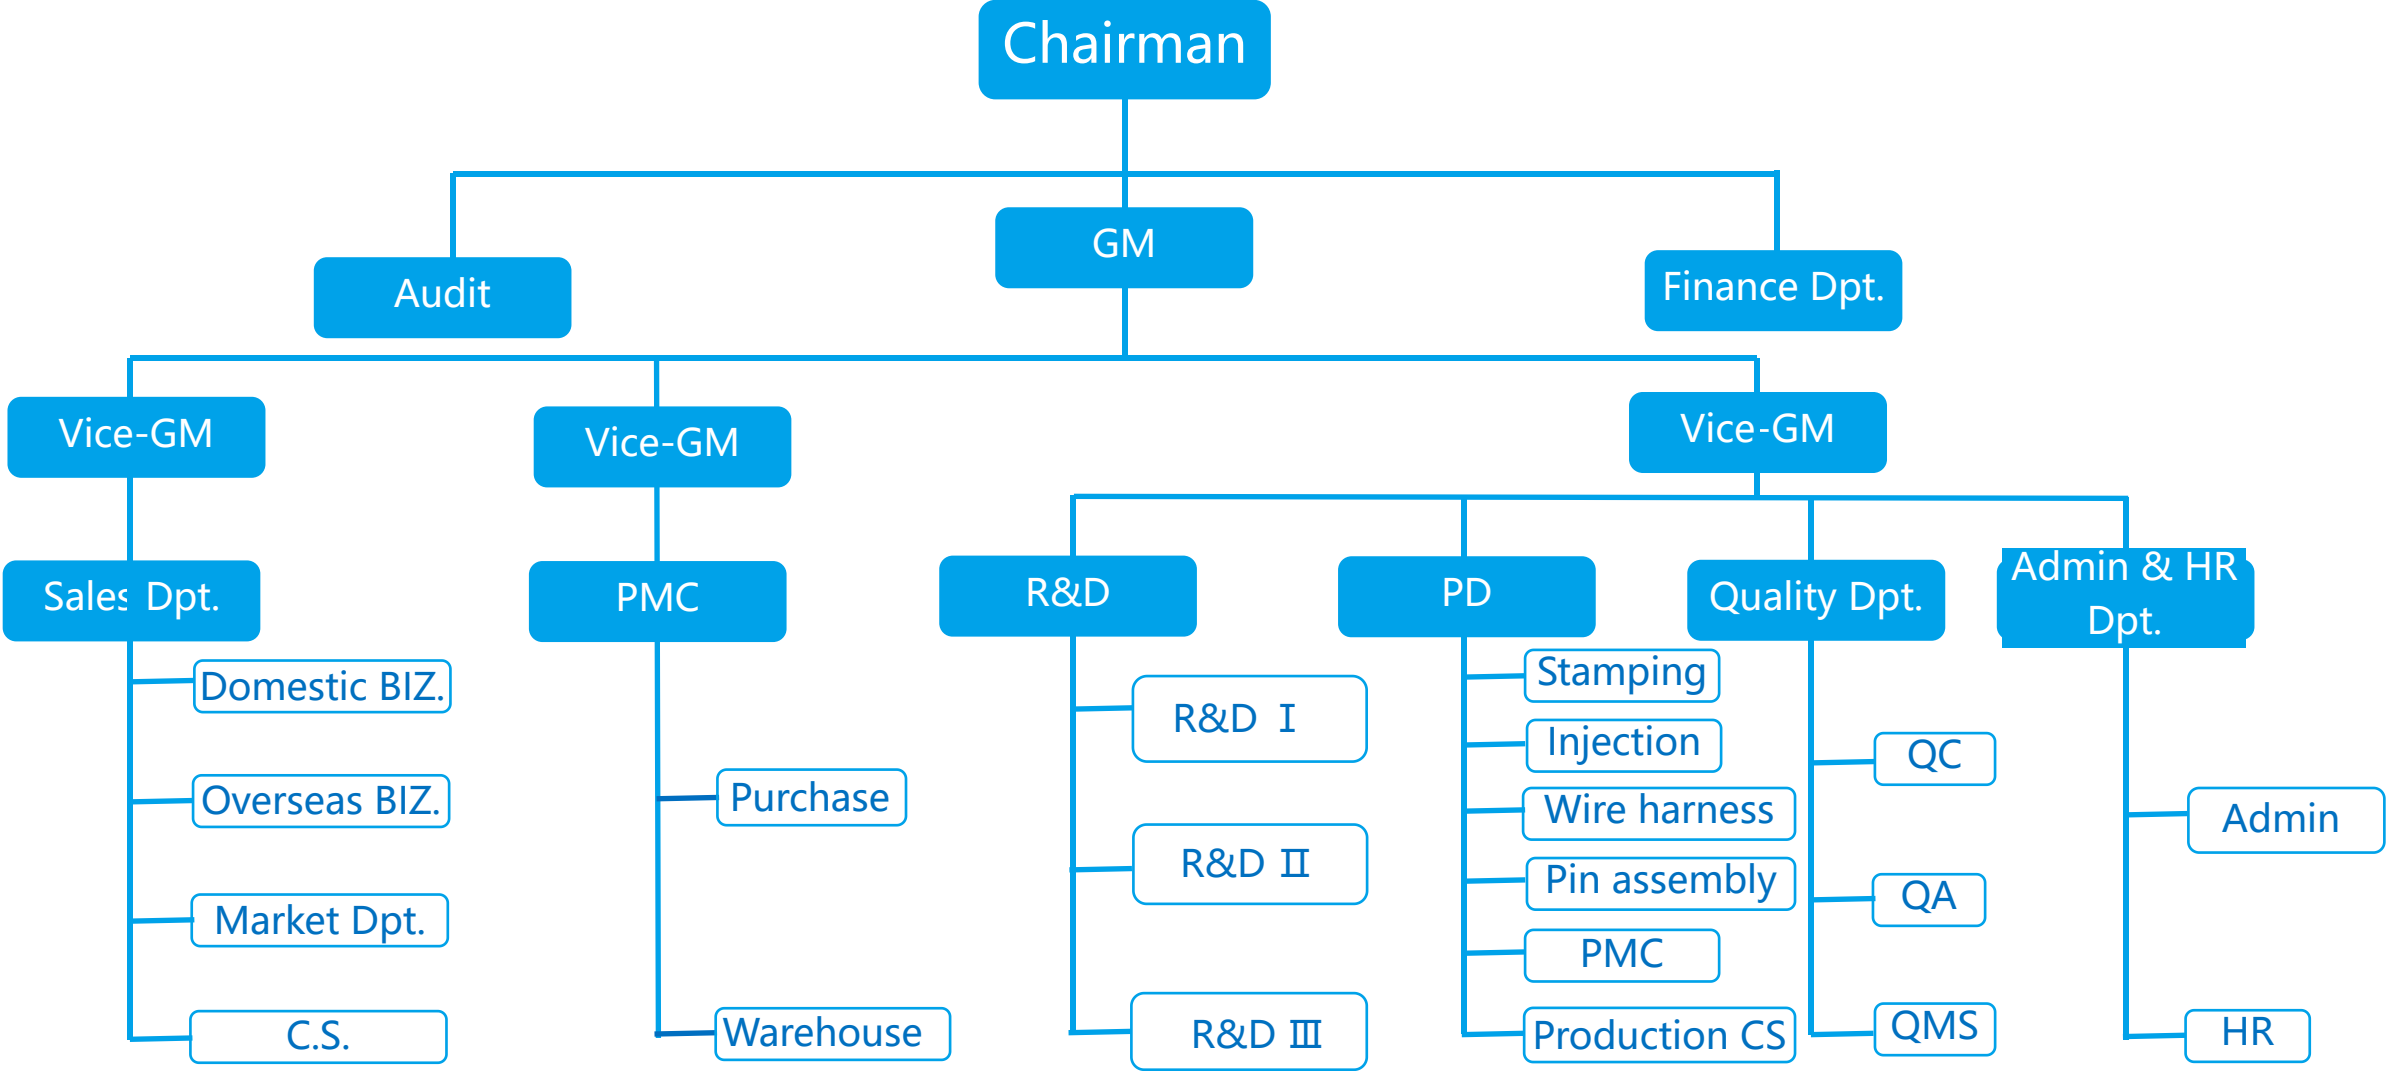 Chairman
GM
Audit
Finance Dpt.
Vice-GM
Vice-GM
Vice-GM
Sales Dpt.
PMC
R&D
PD
Quality Dpt.
Admin & HR
Dpt.
Domestic BIZ.
Overseas BIZ.
Market Dpt.
C.S.
Purchase
Warehouse
R&D Ⅰ
R&D Ⅱ
R&D Ⅲ
Stamping
Injection
Wire harness
Pin assembly
PMC
Production CS
QC
QA
QMS
Admin
HR